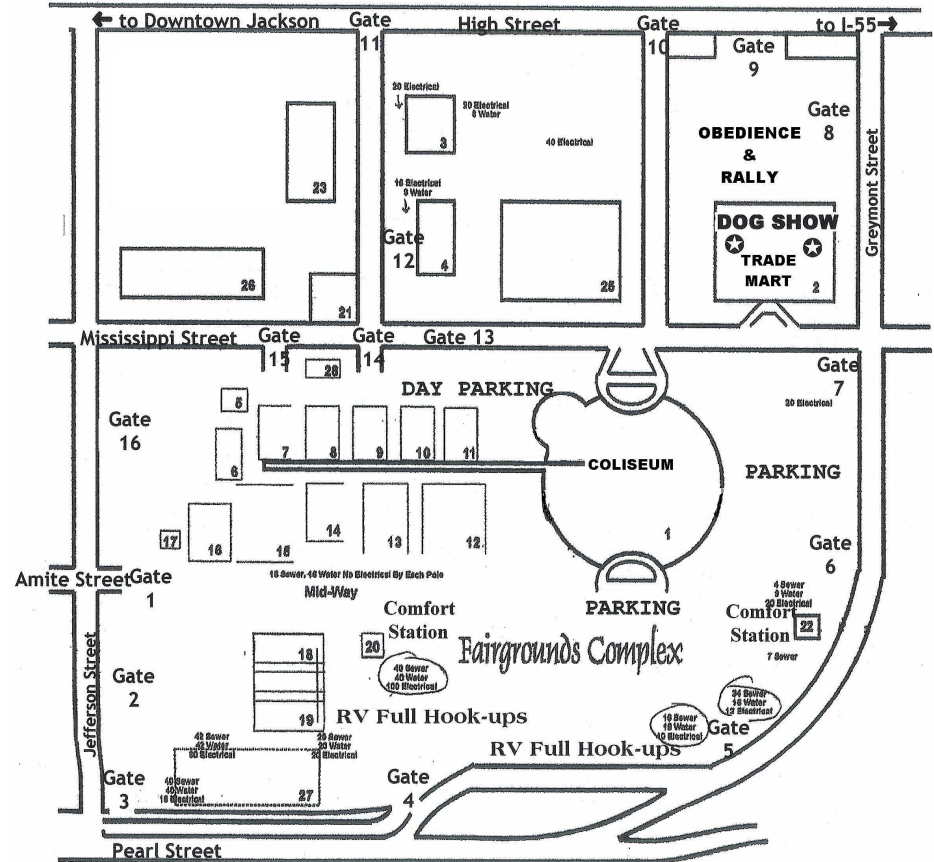 to Downtown Jackson
Gate
11
High Street
Gate
10
to I-55
Gate
9
Gate
8
20 Electrical
20 Electrical
8 Water
3
40 Electrical
OBEDIENCE
&
RALLY
Greymont Street
23
16 Electrical
9 Water
Gate
12
4
25
DOG SHOW
TRADE
MART
2
26
21
Mississippi Street
Gate
15
Gate
14
Gate 13
28
DAY PARKING
Gate
7
20 Electrical
5
Gate
16
6
7
8
9
10
11
COLISEUM
PARKING
17
16
15
14
13
12
1
Gate
6
Amite Street
Gate
1
16 Sewer, 16 Water No Electrical By Each Pole
Mid-Way
PARKING
4 Sewer
9 Water
20 Electrical
Comfort
Station
22
7 Sewer
Comfort
Station
20
Fairgrounds Complex
Jefferson Street
Gate
2
18
19
40 Sewer
40 Water
100 Electrical
RV Full Hook-ups
34 Sewer
16 Water
12 Electrical
16 Sewer
18 Water
40 Electrical
Gate
5
RV Full Hook-ups
42 Sewer
42 Water
60 Electrical
20 Sewer
20 Water
20 Electrical
Gate
3
40 Sewer
40 Water
16 Electrical
27
Gate
4
Pearl Street